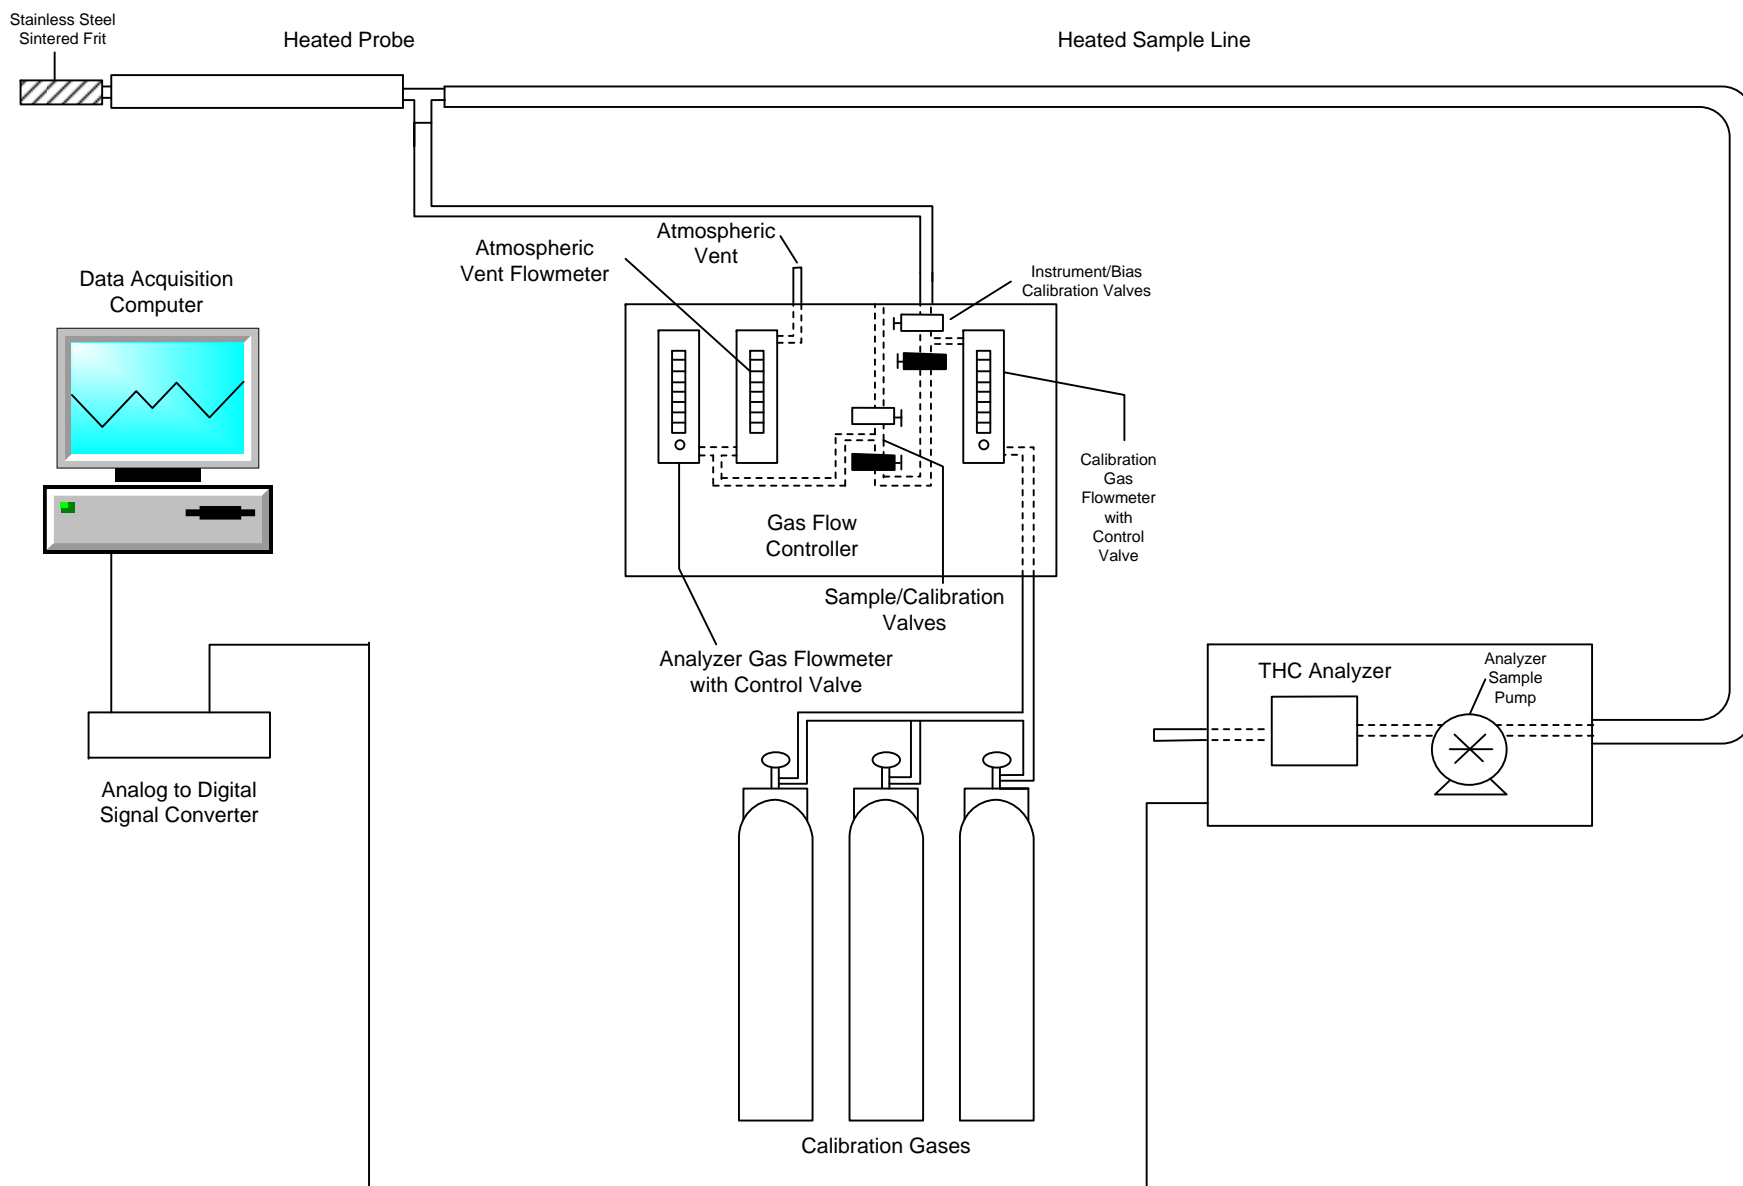 Stainless Steel
Sintered Frit
Heated Probe
Heated Sample Line
Atmospheric
Vent
Atmospheric
Vent Flowmeter
Instrument/Bias
Calibration Valves
Data Acquisition
Computer
Calibration
Gas
Flowmeter
with
Control
Valve
Gas Flow
Controller
Sample/Calibration
Valves
Analyzer Gas Flowmeter
with Control Valve
THC Analyzer
Analyzer
Sample
Pump
Analog to Digital
Signal Converter
Calibration Gases